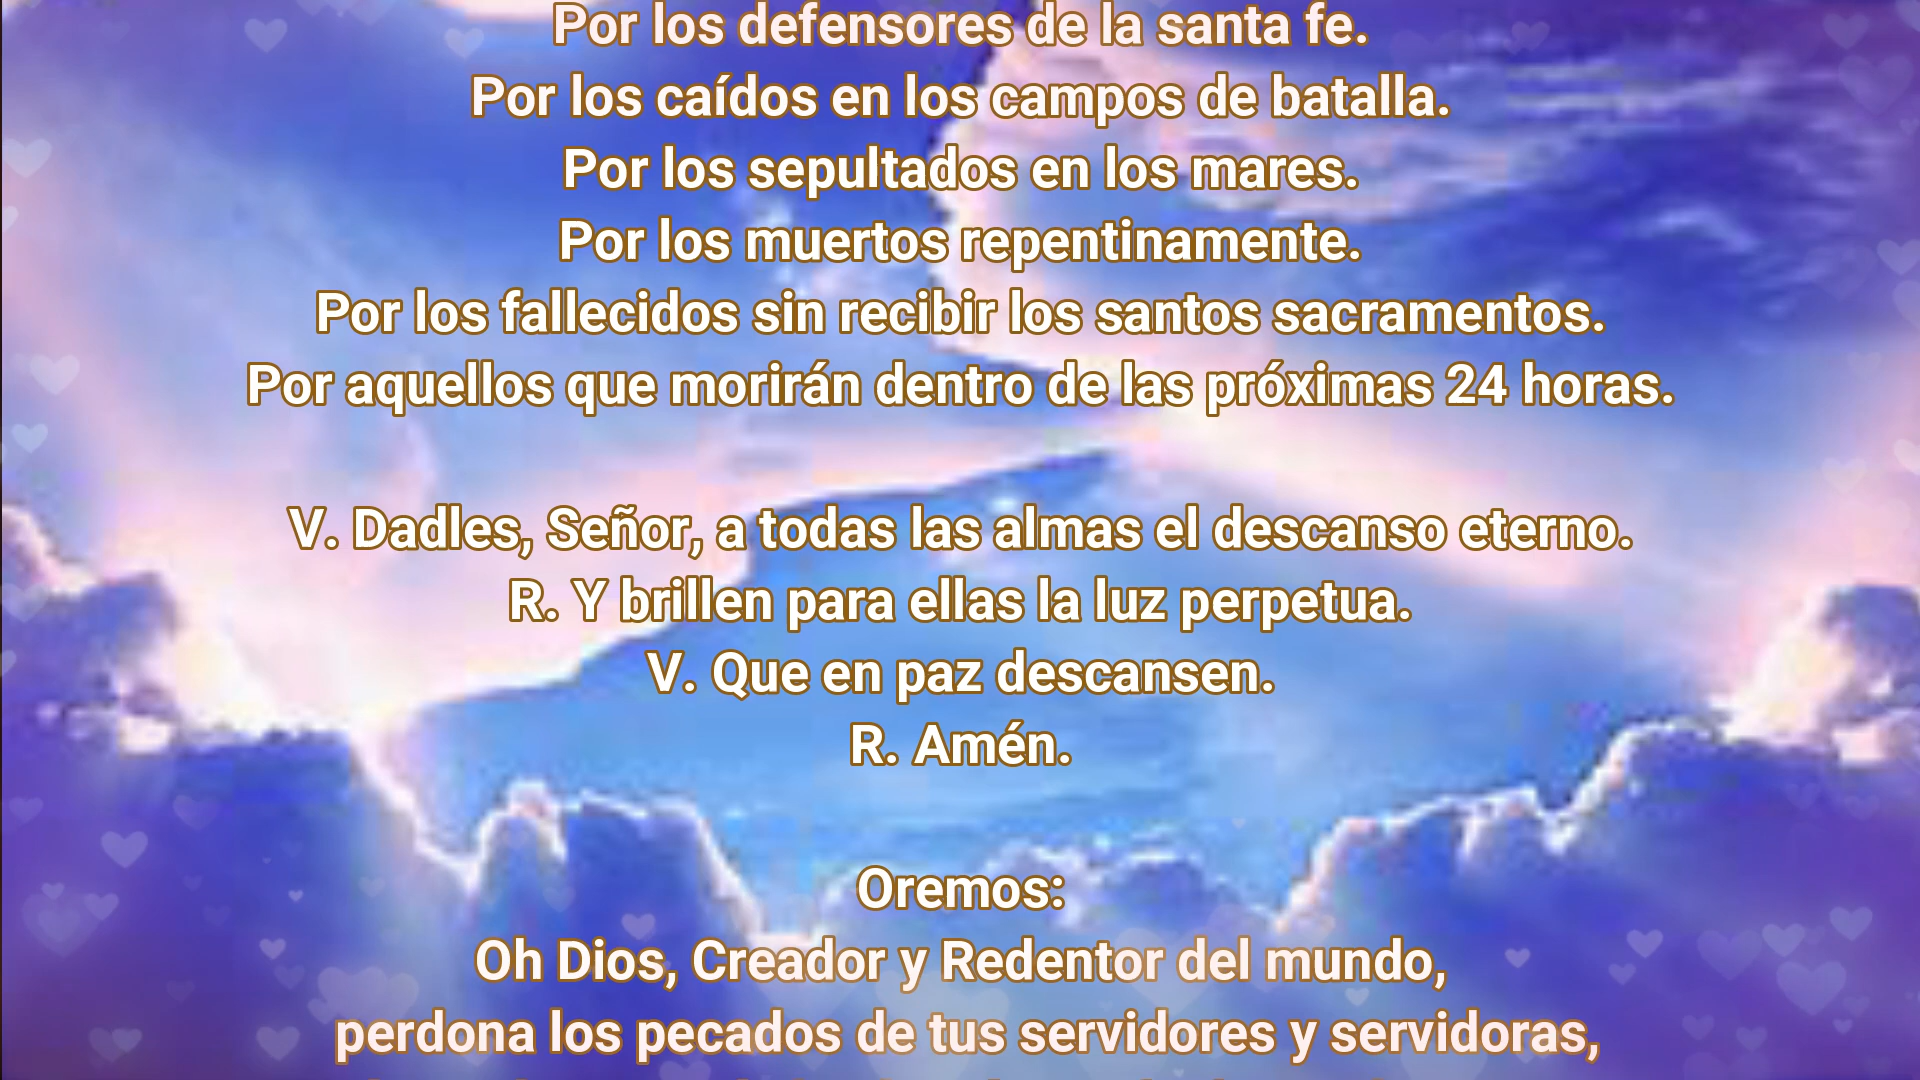 Por los defensores de la santa fe.
Por los caídos en los campos de batalla.
Por los sepultados en los mares.
Por los muertos repentinamente.
Por los fallecidos sin recibir los santos sacramentos.
Por aquellos que morirán dentro de las próximas 24 horas.
V. Dadles, Señor, a todas las almas el descanso eterno.
R. Y brillen para ellas la luz perpetua.
V. Que en paz descansen.
R. Amén.
Oremos:
Oh Dios, Creador y Redentor del mundo,
perdona los pecados de tus servidores y servidoras,